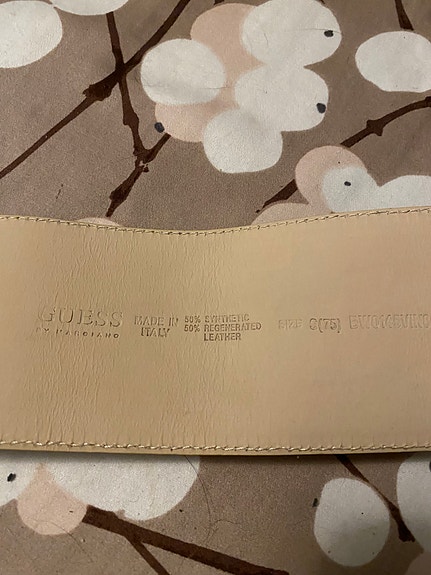 GUESS
BY MARCIANO
MADE IN
ITALY
50% SYNTHETIC
50% REGENERATED
LEATHER
SIZE S(75)